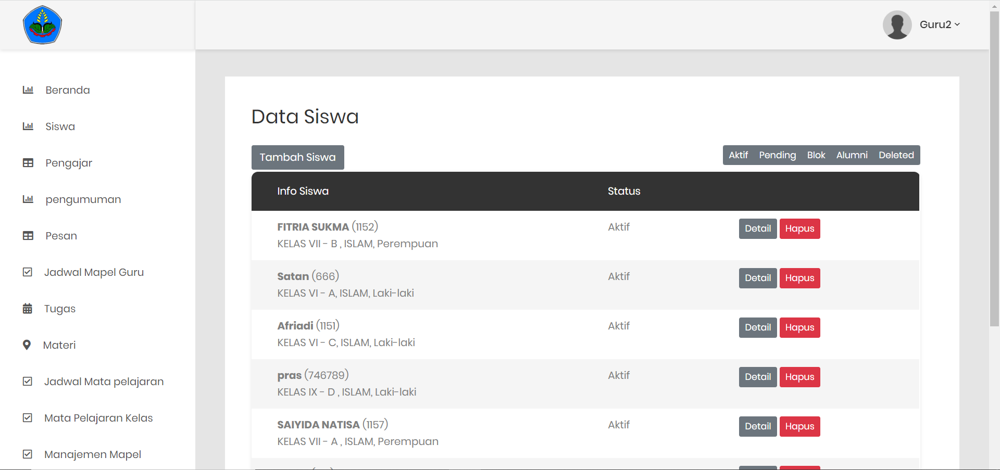 Guru2
Beranda
Siswa
Pengajar
pengumuman
Pesan
Jadwal Mapel Guru
Tugas
Materi
Jadwal Mata pelajaran
Mata Pelajaran Kelas
Manajemen Mapel
Data Siswa
Tambah Siswa
Aktif Pending Blok Alumni Deleted
Info Siswa Status
FITRIA SUKMA (1152) Aktif Detail Hapus
KELAS VII - B , ISLAM, Perempuan
Satan (666) Aktif Detail Hapus
KELAS VI - A, ISLAM, Laki-laki
Afriadi (1151) Aktif Detail Hapus
KELAS VI - C, ISLAM, Laki-laki
pras (746789) Aktif Detail Hapus
KELAS IX - D , ISLAM, Laki-laki
SAIYIDA NATISA (1157) Aktif Detail Hapus
KELAS VII - A , ISLAM, Perempuan